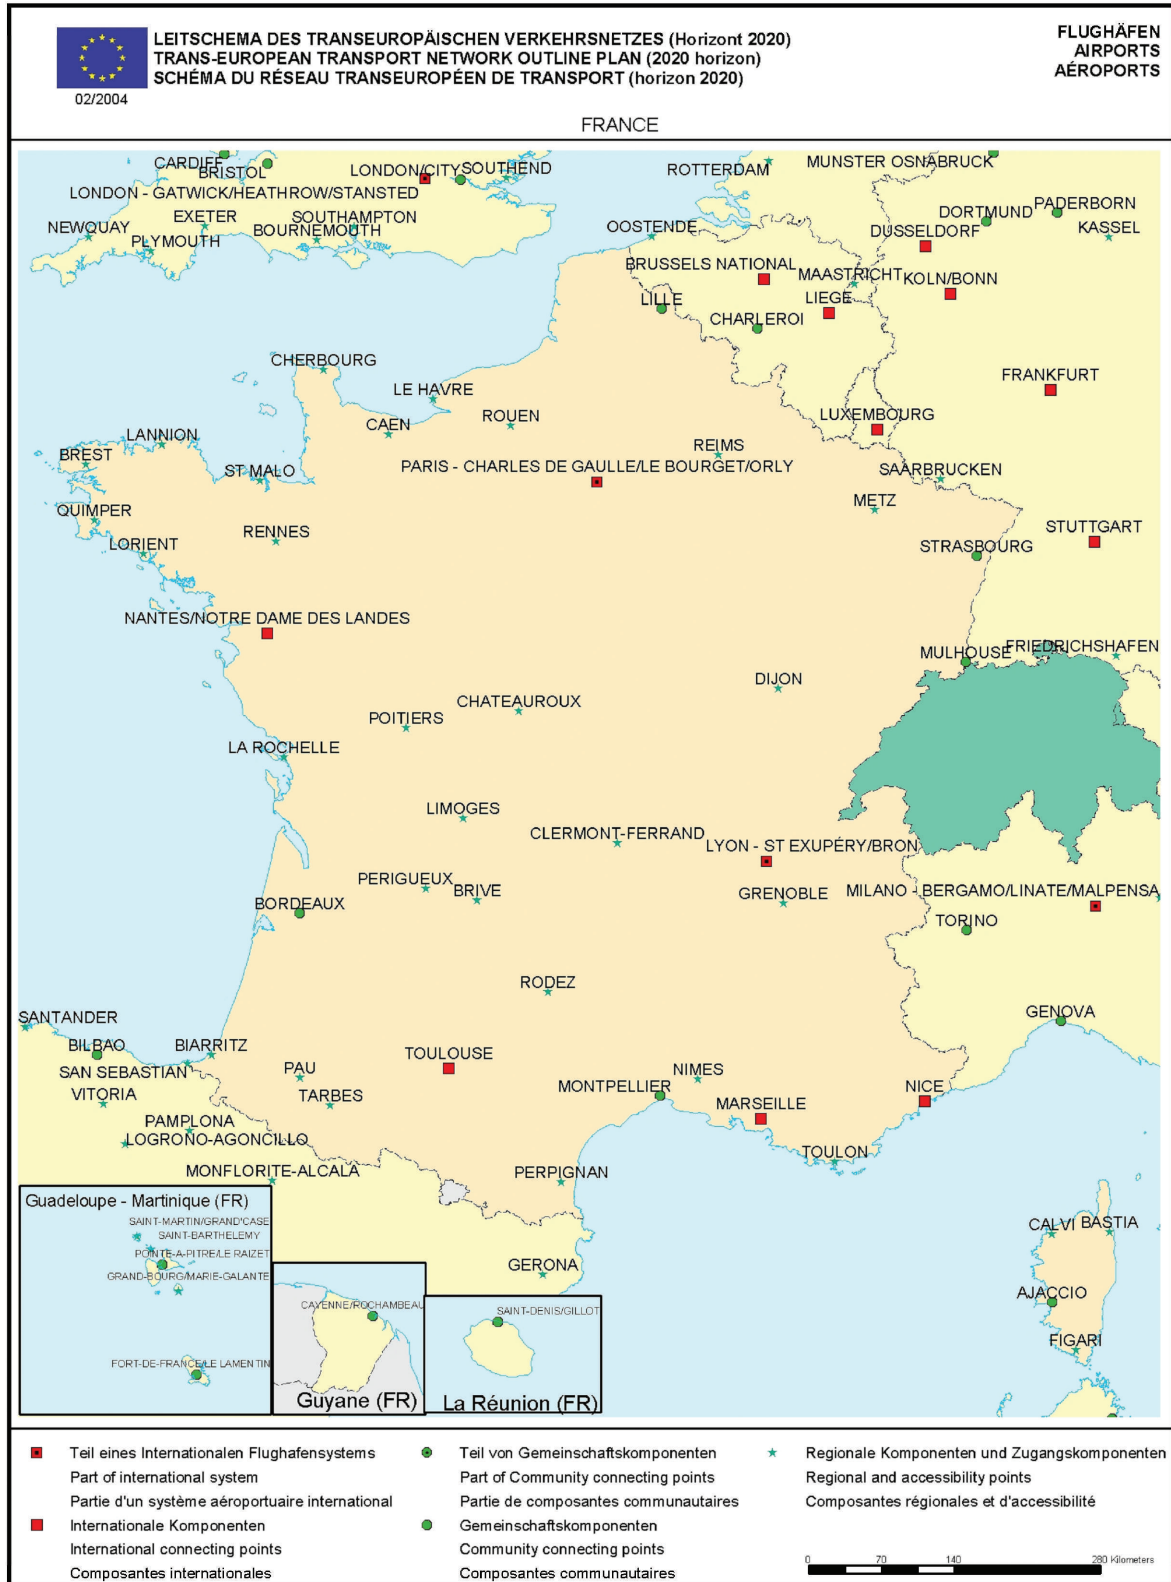 LEITSCHEMA DES TRANSEUROPÄISCHEN VERKEHRSNETZES (Horizont 2020)
TRANS-EUROPEAN TRANSPORT NETWORK OUTLINE PLAN (2020 horizon)
SCHÉMA DU RÉSEAU TRANSEUROPÉEN DE TRANSPORT (horizon 2020)
02/2004
FLUGHÄFEN
AIRPORTS
AÉROPORTS
FRANCE
CARDIFF
BRISTOL
LONDON/CITY
SOUTHEND
ROTTERDAM
MUNSTER OSNABRUCK
LONDON - GATWICK/HEATHROW/STANSTED
PADERBORN
DORTMUND
NEWQUAY
EXETER
SOUTHAMPTON
PLYMOUTH
BOURNEMOUTH
OOSTENDE
DUSSELDORF
KASSEL
BRUSSELS NATIONAL
MAASTRICHT
KOLN/BONN
LILLE
LIEGE
CHARLEROI
CHERBOURG
FRANKFURT
LE HAVRE
ROUEN
LUXEMBOURG
LANNION
CAEN
REIMS
BREST
ST MALO
PARIS - CHARLES DE GAULLE/LE BOURGET/ORLY
SAARBRUCKEN
METZ
QUIMPER
RENNES
STUTTGART
LORIENT
STRASBOURG
NANTES/NOTRE DAME DES LANDES
FRIEDRICHSHAFEN
MULHOUSE
DIJON
CHATEAUROUX
POITIERS
LA ROCHELLE
LIMOGES
CLERMONT-FERRAND
LYON - ST EXUPÉRY/BRON
PERIGUEUX
BRIVE
GRENOBLE
MILANO - BERGAMO/LINATE/MALPENSA
BORDEAUX
TORINO
RODEZ
SANTANDER
GENOVA
BILBAO
BIARRITZ
TOULOUSE
SAN SEBASTIAN
PAU
NIMES
MONTPELLIER
NICE
VITORIA
TARBES
MARSEILLE
PAMPLONA
LOGRONO-AGONCILLO
TOULON
MONFLORITE-ALCALA
PERPIGNAN
Guadeloupe - Martinique (FR)
SAINT-MARTIN/GRAND'CASE
SAINT-BARTHELEMY
POINTE-A-PITRE/LE RAIZET
GRAND-BOURG/MARIE-GALANTE
FORT-DE-FRANCE/LE LAMENTIN
CALVI
BASTIA
GERONA
AJACCIO
FIGARI
CAYENNE/ROCHAMBEAU
Guyane (FR)
SAINT-DENIS/GILLOT
La Réunion (FR)
Teil eines Internationalen Flughafensystems
Part of international system
Partie d'un système aéroportuaire international
Internationale Komponenten
International connecting points
Composantes internationales
Teil von Gemeinschaftskomponenten
Part of Community connecting points
Partie de composantes communautaires
Gemeinschaftskomponenten
Community connecting points
Composantes communautaires
Regionale Komponenten und Zugangskomponenten
Regional and accessibility points
Composantes régionales et d'accessibilité
0 70 140 280 Kilometers